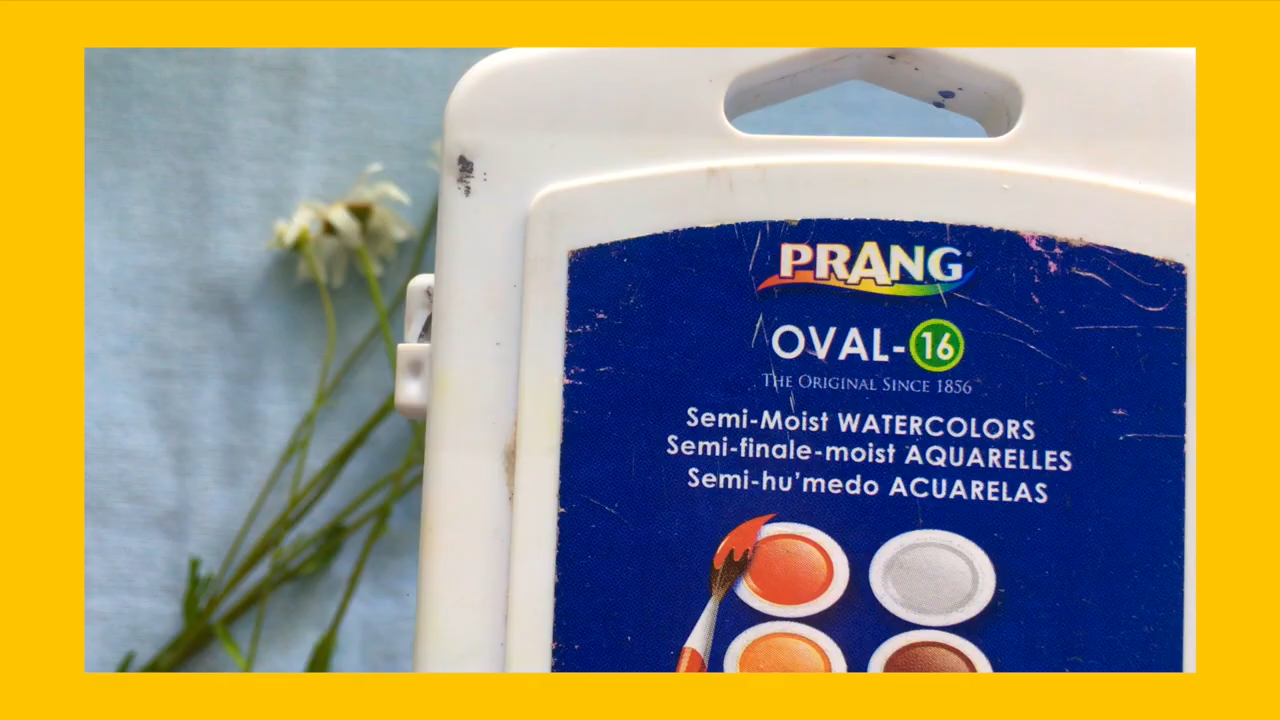 PRANG
OVAL-16
THE ORIGINAL SINCE 1856
Semi-Moist WATERCOLORS
Semi-finale-moist AQUARELLES
Semi-hu'medo ACUARELAS